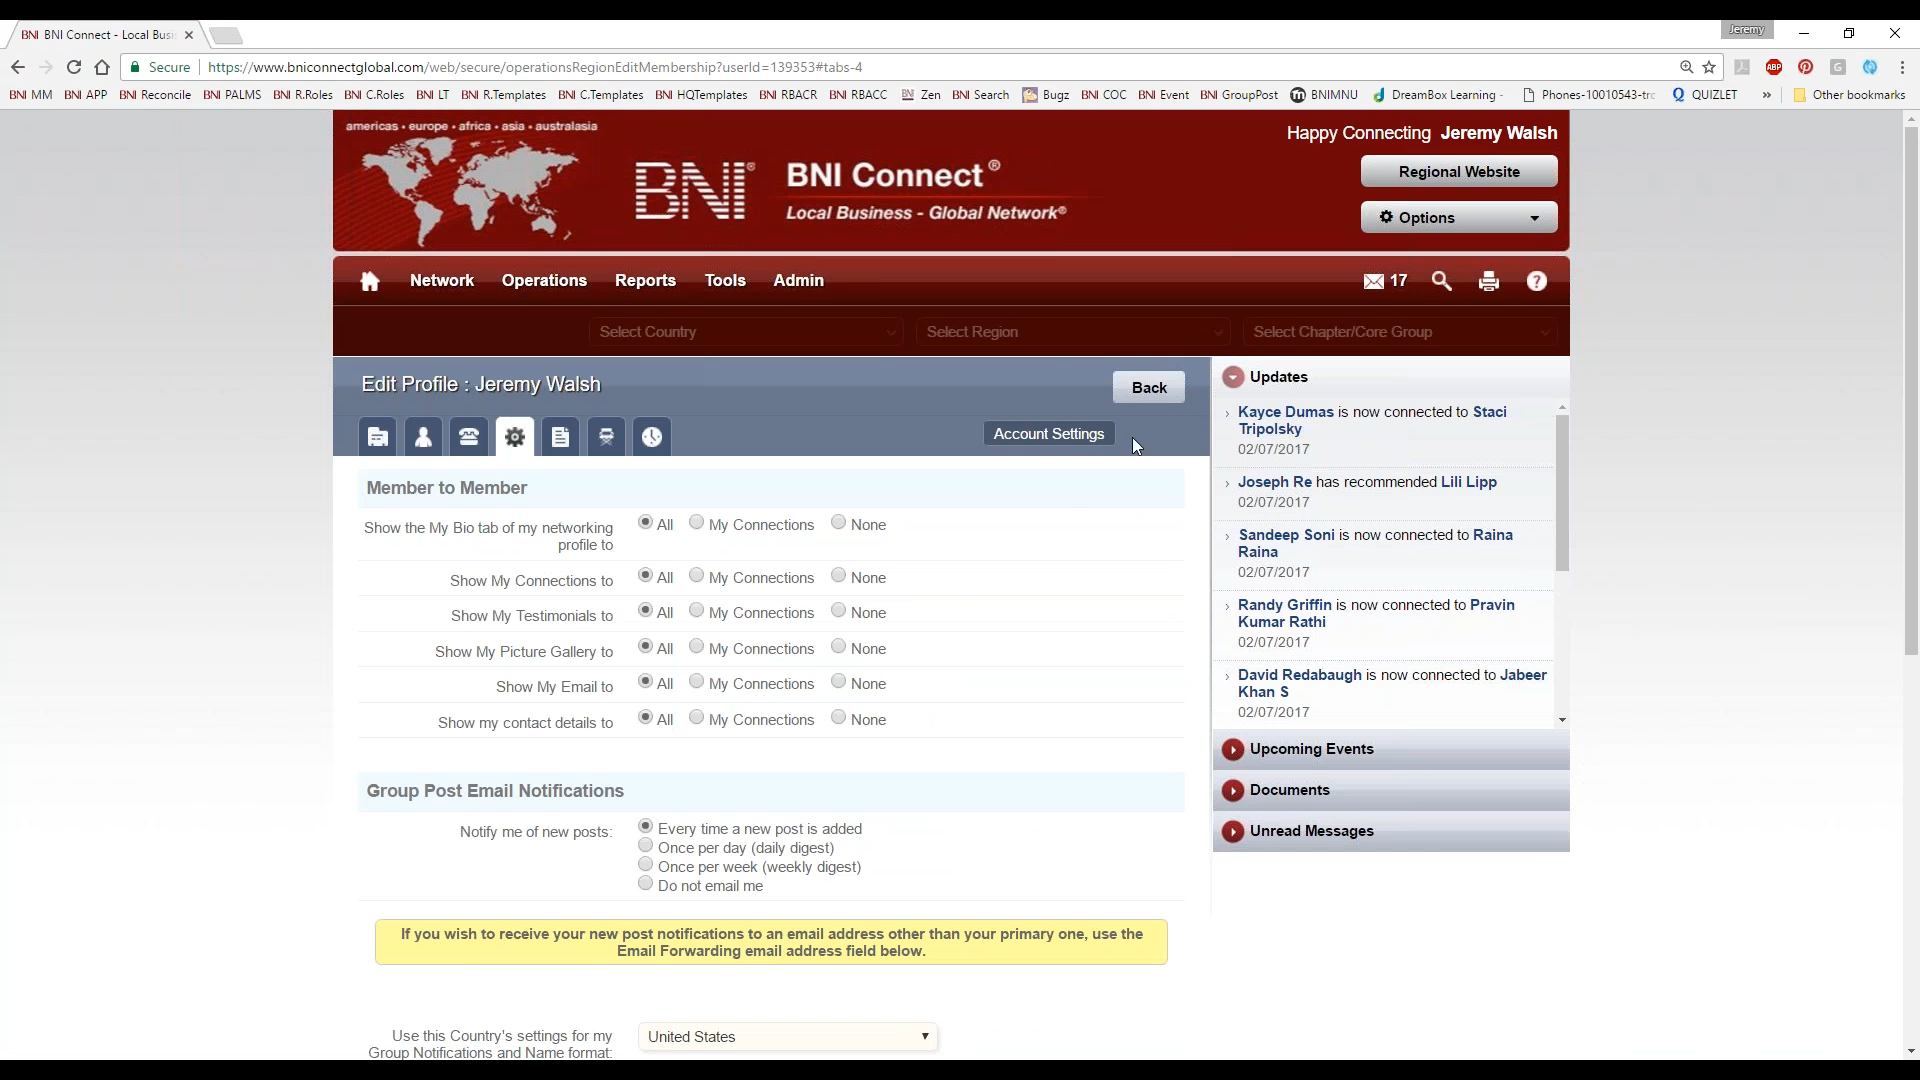 BNI BNI Connect - Local Busi
Jeremy
Secure https://www.bniconnectglobal.com/web/secure/operationsRegionEditMembership?userId=139353#tabs-4
BNI MM BNI APP BNI Reconcile BNI PALMS BNI R.Roles BNI C.Roles BNI LT BNI R.Templates BNI C.Templates BNI HQTemplates BNI RBACR BNI RBACC BNI Zen BNI Search Bugz BNI COC BNI Event BNI GroupPost BNIMNU DreamBox Learning - Phones-10010543-tr QUIZLET » Other bookmarks
americas • europe • africa • asia • australasia
Happy Connecting Jeremy Walsh
BNI® BNI Connect®
Local Business - Global Network®
Regional Website
Options
Network Operations Reports Tools Admin 17
Select Country Select Region Select Chapter/Core Group
Edit Profile : Jeremy Walsh
Back
Account Settings
Member to Member
Show the My Bio tab of my networking
profile to
All My Connections None
Show My Connections to All My Connections None
Show My Testimonials to All My Connections None
Show My Picture Gallery to All My Connections None
Show My Email to All My Connections None
Show my contact details to All My Connections None
Group Post Email Notifications
Notify me of new posts: Every time a new post is added
Once per day (daily digest)
Once per week (weekly digest)
Do not email me
If you wish to receive your new post notifications to an email address other than your primary one, use the
Email Forwarding email address field below.
Use this Country's settings for my
Group Notifications and Name format:
United States
Updates
Kayce Dumas is now connected to Staci
Tripolsky
02/07/2017
Joseph Re has recommended Lili Lipp
02/07/2017
Sandeep Soni is now connected to Raina
Raina
02/07/2017
Randy Griffin is now connected to Pravin
Kumar Rathi
02/07/2017
David Redabaugh is now connected to Jabeer
Khan S
02/07/2017
Upcoming Events
Documents
Unread Messages